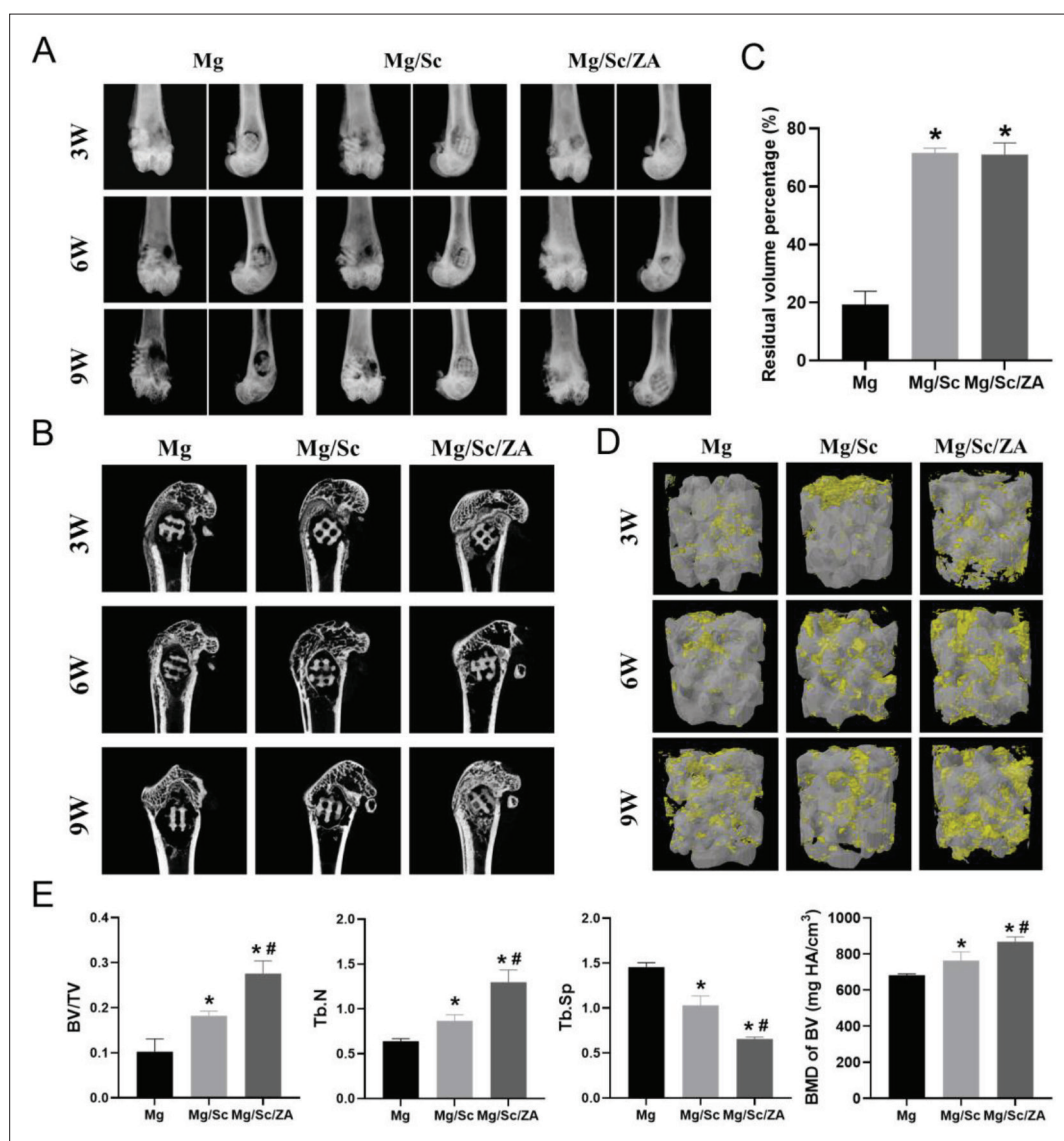 A
Mg
Mg/Sc
Mg/Sc/ZA
3W
6W
9W
B
Mg
Mg/Sc
Mg/Sc/ZA
3W
6W
9W
C
Residual volume percentage (%)
80
60
40
20
0
* *
Mg
Mg/Sc
Mg/Sc/ZA
D
Mg
Mg/Sc
Mg/Sc/ZA
3W
6W
9W
E
BV/TV
0.4
0.3
0.2
0.1
0.0
*
* #
Mg
Mg/Sc
Mg/Sc/ZA
Tb.N
2.0
1.5
1.0
0.5
0.0
*
* #
Mg
Mg/Sc
Mg/Sc/ZA
Tb.Sp
2.0
1.5
1.0
0.5
0.0
*
* #
Mg
Mg/Sc
Mg/Sc/ZA
BMD of BV (mg HA/cm³)
1000
800
600
400
200
0
*
* #
Mg
Mg/Sc
Mg/Sc/ZA